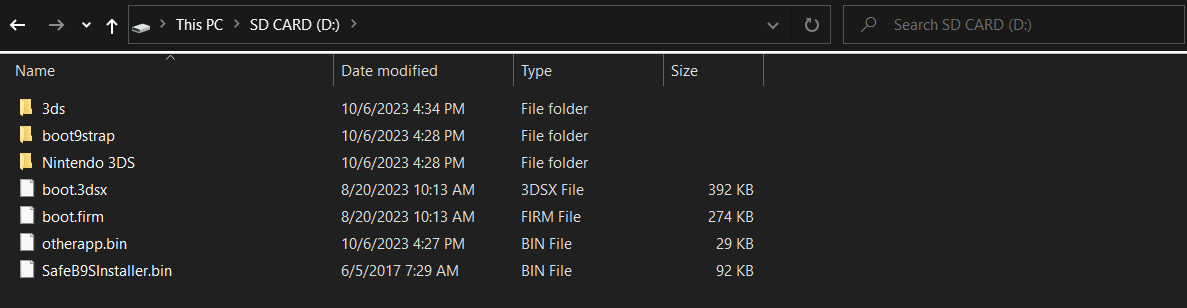 This PC > SD CARD (D:) > Search SD CARD (D:)
Name Date modified Type Size
3ds 10/6/2023 4:34 PM File folder
boot9strap 10/6/2023 4:28 PM File folder
Nintendo 3DS 10/6/2023 4:28 PM File folder
boot.3dsx 8/20/2023 10:13 AM 3DSX File 392 KB
boot.firm 8/20/2023 10:13 AM FIRM File 274 KB
otherapp.bin 10/6/2023 4:27 PM BIN File 29 KB
SafeB9SInstaller.bin 6/5/2017 7:29 AM BIN File 92 KB